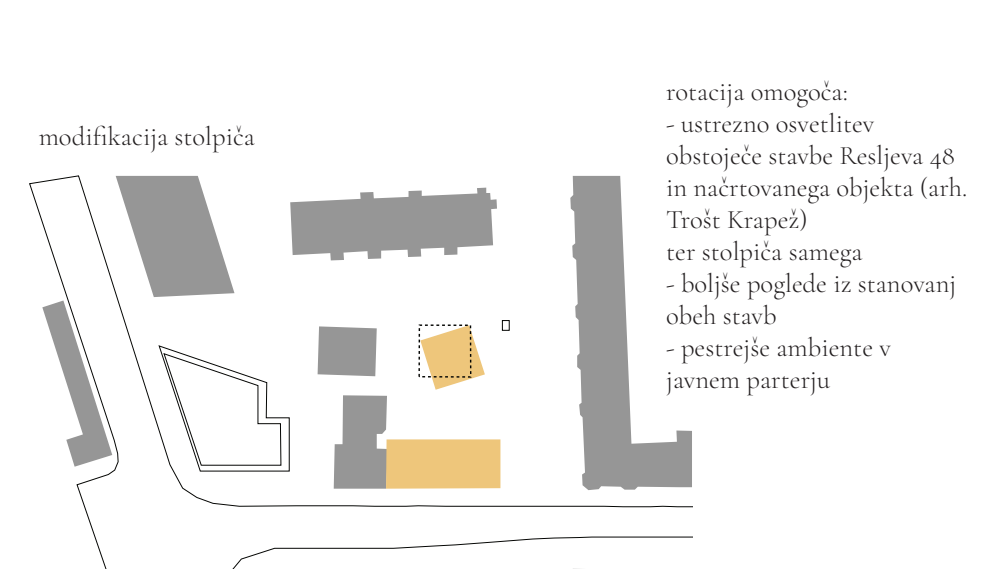 modifikacija stolpiča
rotacija omogoča:
- ustrezno osvetlitev
obstoječe stavbe Resljeva 48
in načrtovanega objekta (arh.
Trošt Krapež)
ter stolpiča samega
- boljše poglede iz stanovanj
obeh stavb
- pestrejše ambiente v
javnem parterju